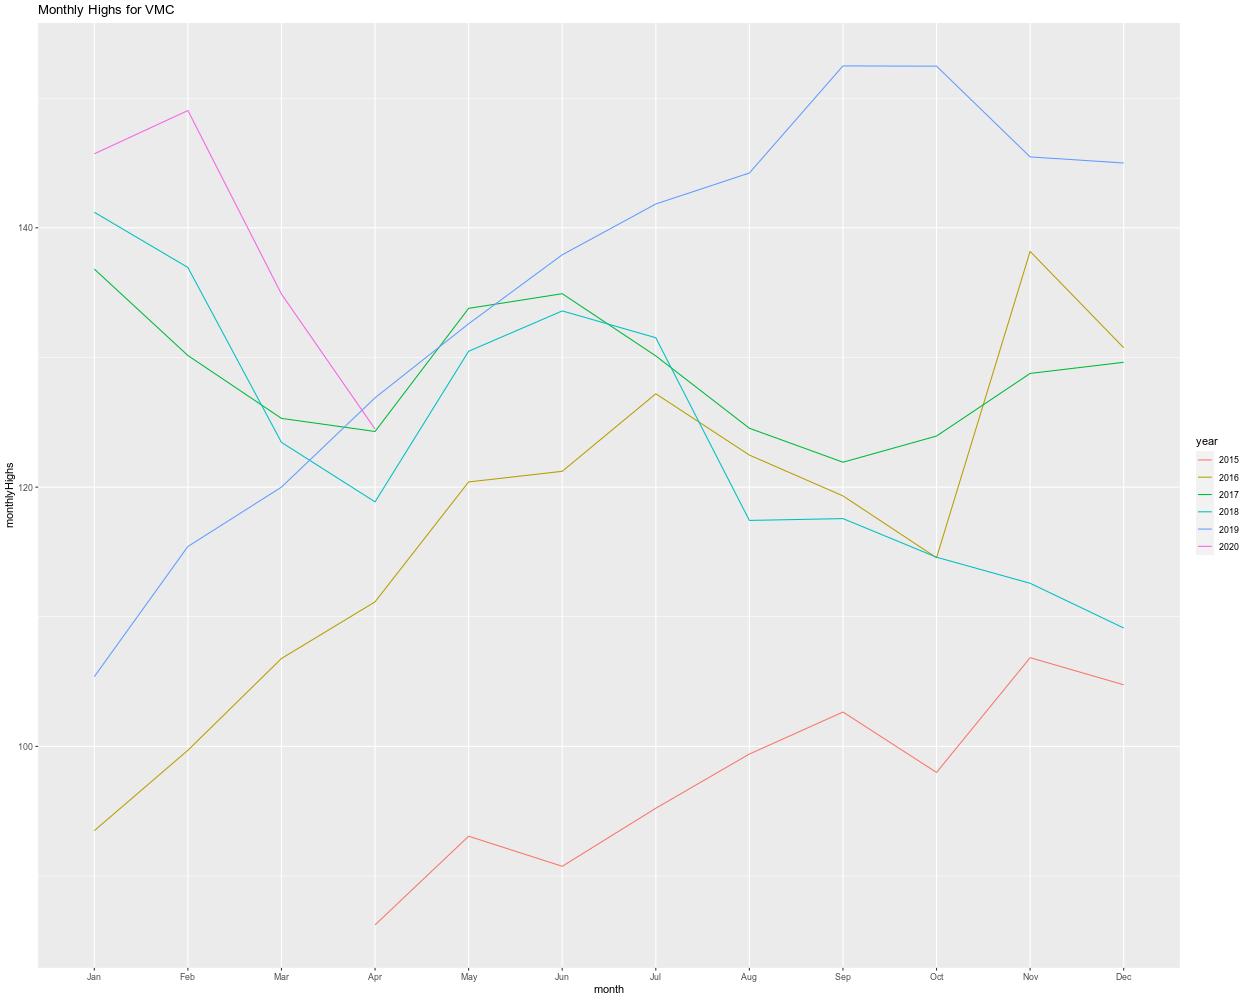 Monthly Highs for VMC
monthlyHighs
140
120
100
Jan Feb Mar Apr May Jun Jul Aug Sep Oct Nov Dec
month
year
2015
2016
2017
2018
2019
2020